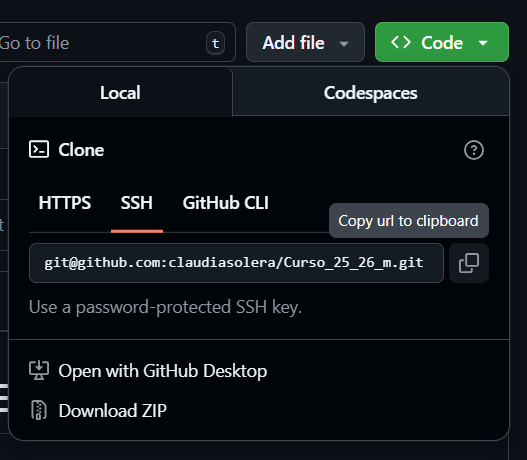 Go to file
t
Add file
Code
Local
Codespaces
Clone
HTTPS
SSH
GitHub CLI
Copy url to clipboard
git@github.com:claudiasolera/Curso_25_26_m.git
Use a password-protected SSH key.
Open with GitHub Desktop
Download ZIP